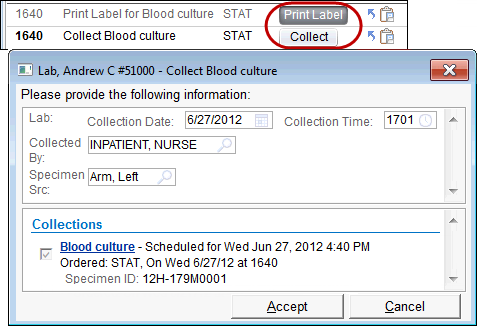 1640 Print Label for Blood culture STAT Print Label
1640 Collect Blood culture STAT Collect
Lab, Andrew C #51000 - Collect Blood culture
Please provide the following information:
Lab: Collection Date: 6/27/2012 Collection Time: 1701
Collected By: INPATIENT, NURSE
Specimen Src: Arm, Left
Collections
Blood culture - Scheduled for Wed Jun 27, 2012 4:40 PM
Ordered: STAT, On Wed 6/27/12 at 1640
Specimen ID: 12H-179M0001
Accept Cancel